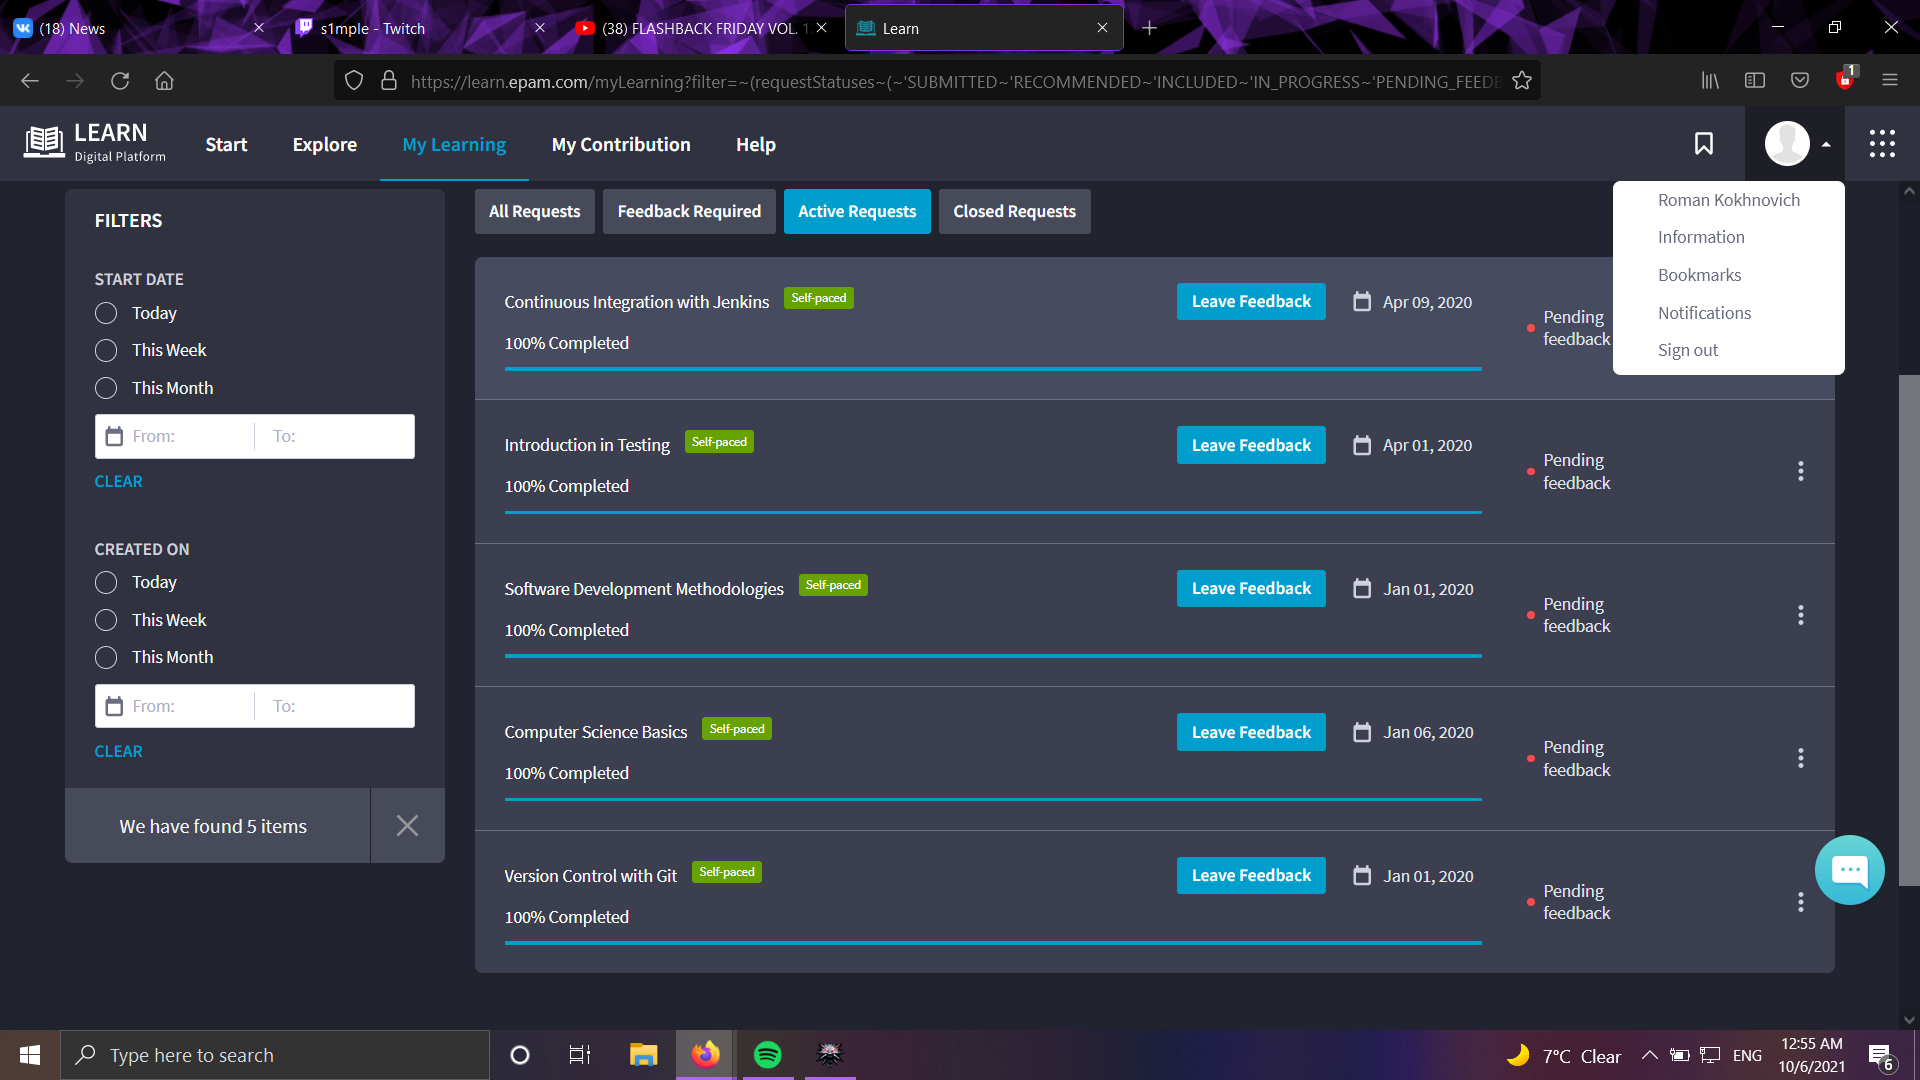 (18) News
s1mple - Twitch
(38) FLASHBACK FRIDAY VOL. 1
Learn
https://learn.epam.com/myLearning?filter=~(requestStatuses~(~'SUBMITTED~'RECOMMENDED~'INCLUDED~'IN_PROGRESS~'PENDING_FEEDB
1
LEARN
Digital Platform
Start
Explore
My Learning
My Contribution
Help
Roman Kokhnovich
Information
Bookmarks
Notifications
Sign out
FILTERS
START DATE
Today
This Week
This Month
From:
To:
CLEAR
CREATED ON
Today
This Week
This Month
From:
To:
CLEAR
We have found 5 items
All Requests
Feedback Required
Active Requests
Closed Requests
Continuous Integration with Jenkins
Self-paced
Leave Feedback
Apr 09, 2020
Pending
feedback
100% Completed
Introduction in Testing
Self-paced
Leave Feedback
Apr 01, 2020
Pending
feedback
100% Completed
Software Development Methodologies
Self-paced
Leave Feedback
Jan 01, 2020
Pending
feedback
100% Completed
Computer Science Basics
Self-paced
Leave Feedback
Jan 06, 2020
Pending
feedback
100% Completed
Version Control with Git
Self-paced
Leave Feedback
Jan 01, 2020
Pending
feedback
100% Completed
Type here to search
7°C Clear
ENG
12:55 AM
10/6/2021
6